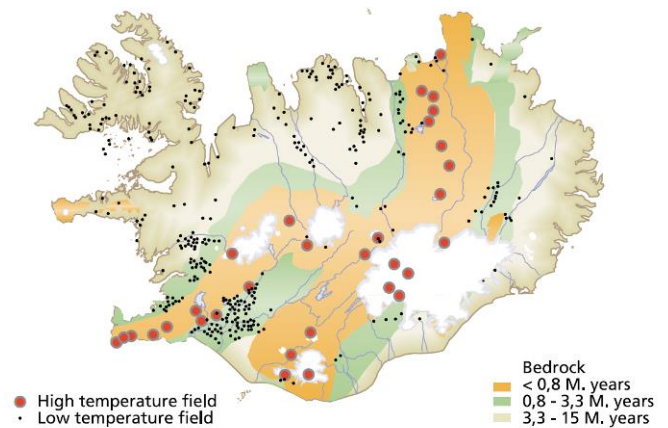 High temperature field
Low temperature field
Bedrock
< 0,8 M. years
0,8 - 3,3 M. years
3,3 - 15 M. years